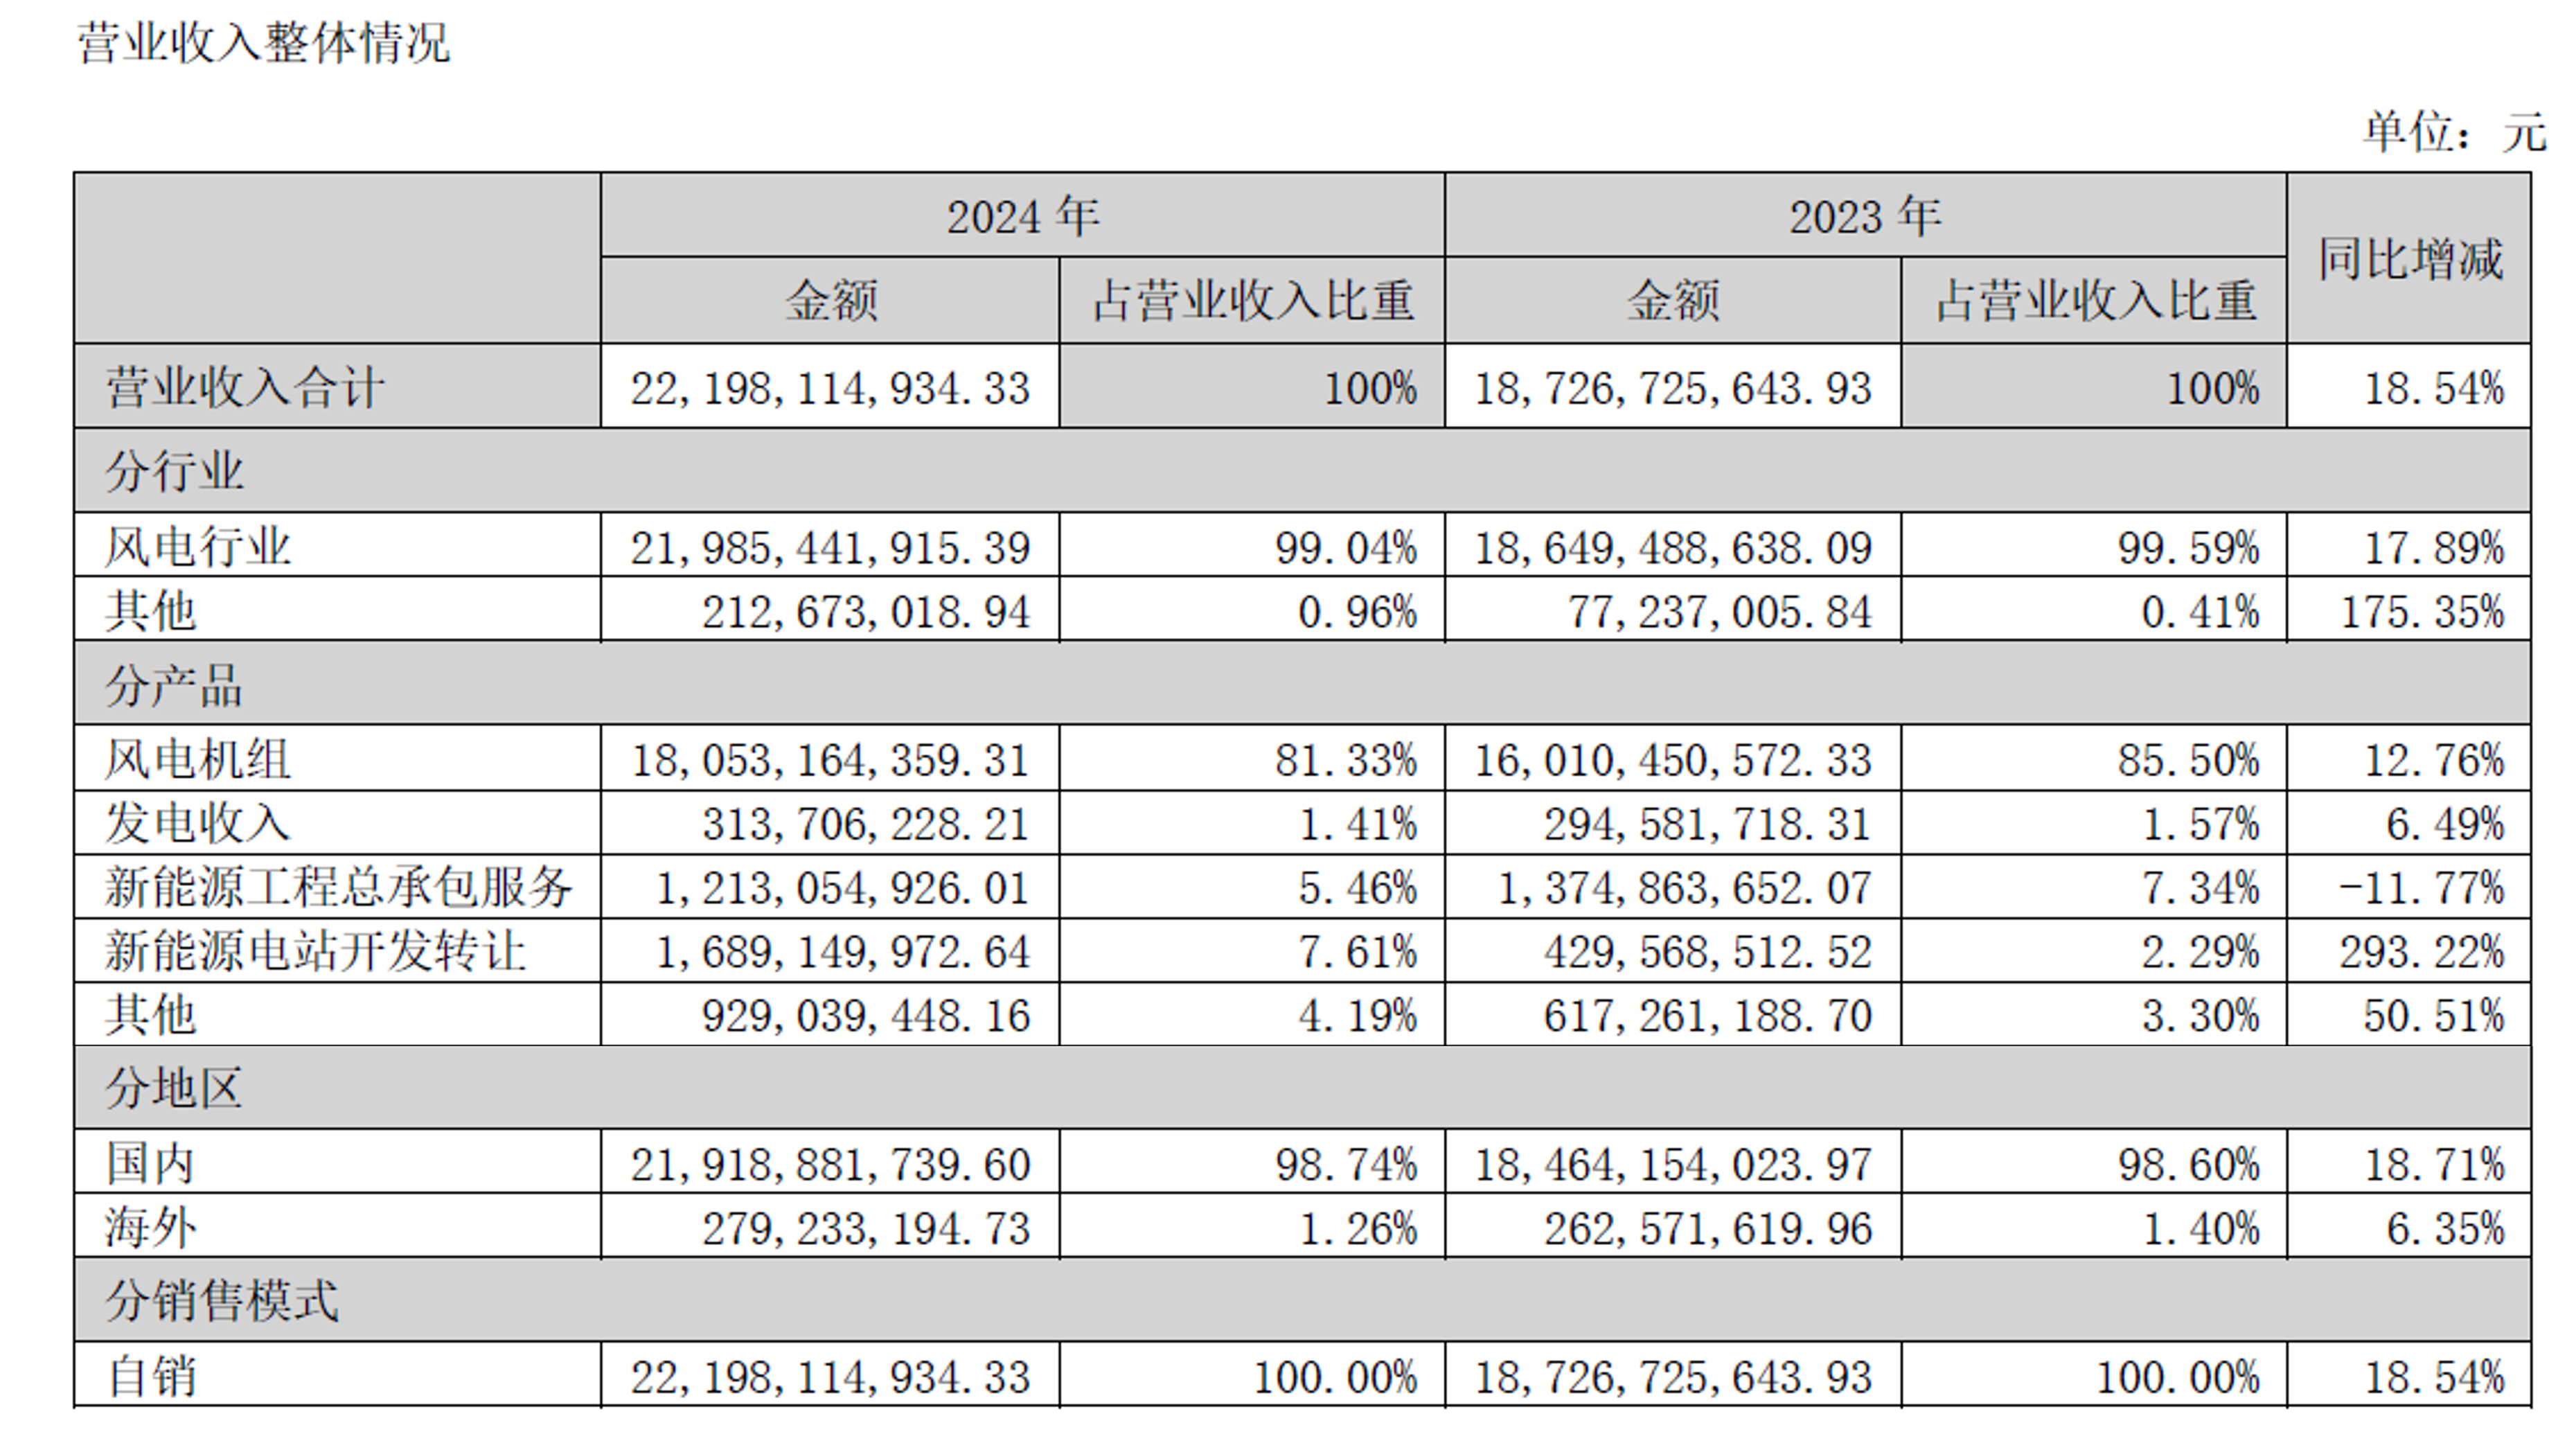 营业收入整体情况
单位：元
2024 年 2023 年 同比增减
金额 占营业收入比重 金额 占营业收入比重
营业收入合计 22,198,114,934.33 100% 18,726,725,643.93 100% 18.54%
分行业
风电行业 21,985,441,915.39 99.04% 18,649,488,638.09 99.59% 17.89%
其他 212,673,018.94 0.96% 77,237,005.84 0.41% 175.35%
分产品
风电机组 18,053,164,359.31 81.33% 16,010,450,572.33 85.50% 12.76%
发电收入 313,706,228.21 1.41% 294,581,718.31 1.57% 6.49%
新能源工程总承包服务 1,213,054,926.01 5.46% 1,374,863,652.07 7.34% -11.77%
新能源电站开发转让 1,689,149,972.64 7.61% 429,568,512.52 2.29% 293.22%
其他 929,039,448.16 4.19% 617,261,188.70 3.30% 50.51%
分地区
国内 21,918,881,739.60 98.74% 18,464,154,023.97 98.60% 18.71%
海外 279,233,194.73 1.26% 262,571,619.96 1.40% 6.35%
分销售模式
自销 22,198,114,934.33 100.00% 18,726,725,643.93 100.00% 18.54%